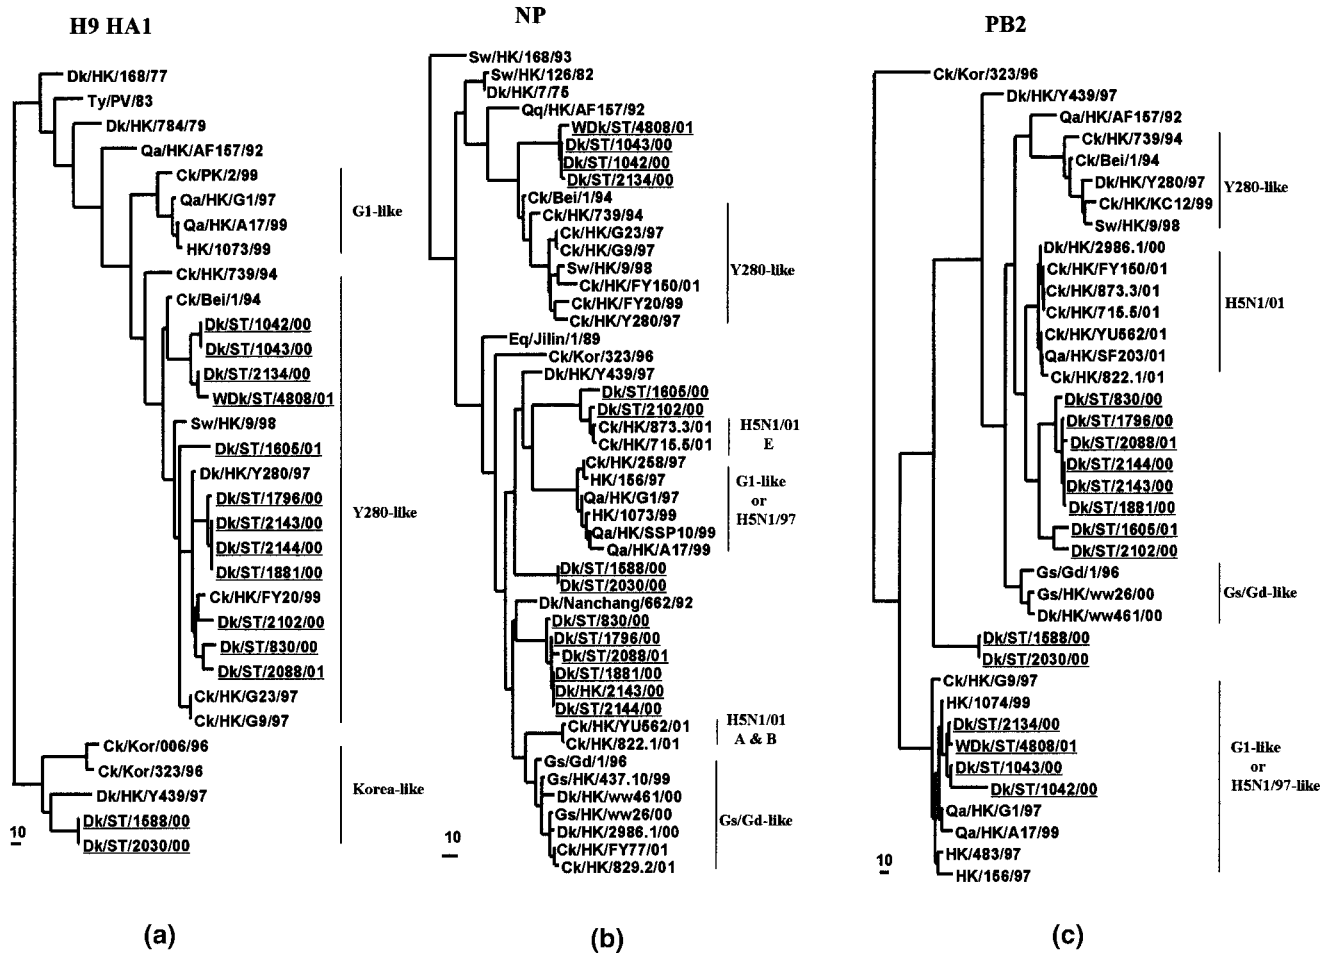 H9 HA1
Dk/HK/168/77
Ty/PV/83
Dk/HK/784/79
Qa/HK/AF157/92
Ck/PK/2/99
Qa/HK/G1/97
Qa/HK/A17/99
HK/1073/99
G1-like
Ck/HK/739/94
Ck/Bei/1/94
Dk/ST/1042/00
Dk/ST/1043/00
Dk/ST/2134/00
WDk/ST/4808/01
Sw/HK/9/98
Dk/ST/1605/01
Dk/HK/Y280/97
Dk/ST/1796/00
Dk/ST/2143/00
Dk/ST/2144/00
Dk/ST/1881/00
Ck/HK/FY20/99
Dk/ST/2102/00
Dk/ST/830/00
Dk/ST/2088/01
Ck/HK/G23/97
Ck/HK/G9/97
Y280-like
Ck/Kor/006/96
Ck/Kor/323/96
Dk/HK/Y439/97
Dk/ST/1588/00
Dk/ST/2030/00
Korea-like
10
(a)
NP
Sw/HK/168/93
Sw/HK/126/82
Dk/HK/7/75
Qq/HK/AF157/92
WDk/ST/4808/01
Dk/ST/1043/00
Dk/ST/1042/00
Dk/ST/2134/00
Ck/Bei/1/94
Ck/HK/739/94
Ck/HK/G23/97
Ck/HK/G9/97
Sw/HK/9/98
Ck/HK/FY150/01
Ck/HK/FY20/99
Ck/HK/Y280/97
Y280-like
Eq/Jilin/1/89
Ck/Kor/323/96
Dk/HK/Y439/97
Dk/ST/1605/00
Dk/ST/2102/00
Ck/HK/873.3/01
Ck/HK/715.5/01
H5N1/01
E
Ck/HK/258/97
HK/156/97
Qa/HK/G1/97
HK/1073/99
Qa/HK/SSP10/99
Qa/HK/A17/99
G1-like
or
H5N1/97
Dk/ST/1588/00
Dk/ST/2030/00
Dk/Nanchang/662/92
Dk/ST/830/00
Dk/ST/1796/00
Dk/ST/2088/01
Dk/ST/1881/00
Dk/HK/2143/00
Dk/ST/2144/00
Ck/HK/YU562/01
Ck/HK/822.1/01
H5N1/01
A & B
Gs/Gd/1/96
Gs/HK/437.10/99
Dk/HK/ww461/00
Gs/HK/ww26/00
Dk/HK/2986.1/00
Ck/HK/FY77/01
Ck/HK/829.2/01
Gs/Gd-like
10
(b)
PB2
Ck/Kor/323/96
Dk/HK/Y439/97
Qa/HK/AF157/92
Ck/HK/739/94
Ck/Bei/1/94
Dk/HK/Y280/97
Ck/HK/KC12/99
Sw/HK/9/98
Y280-like
Dk/HK/2986.1/00
Ck/HK/FY150/01
Ck/HK/873.3/01
Ck/HK/715.5/01
Ck/HK/YU562/01
Qa/HK/SF203/01
Ck/HK/822.1/01
H5N1/01
Dk/ST/830/00
Dk/ST/1796/00
Dk/ST/2088/01
Dk/ST/2144/00
Dk/ST/2143/00
Dk/ST/1881/00
Dk/ST/1605/01
Dk/ST/2102/00
Gs/Gd/1/96
Gs/HK/ww26/00
Dk/HK/ww461/00
Gs/Gd-like
Dk/ST/1588/00
Dk/ST/2030/00
Ck/HK/G9/97
HK/1074/99
Dk/ST/2134/00
WDk/ST/4808/01
Dk/ST/1043/00
Dk/ST/1042/00
Qa/HK/G1/97
Qa/HK/A17/99
HK/483/97
HK/156/97
G1-like
or
H5N1/97-like
10
(c)